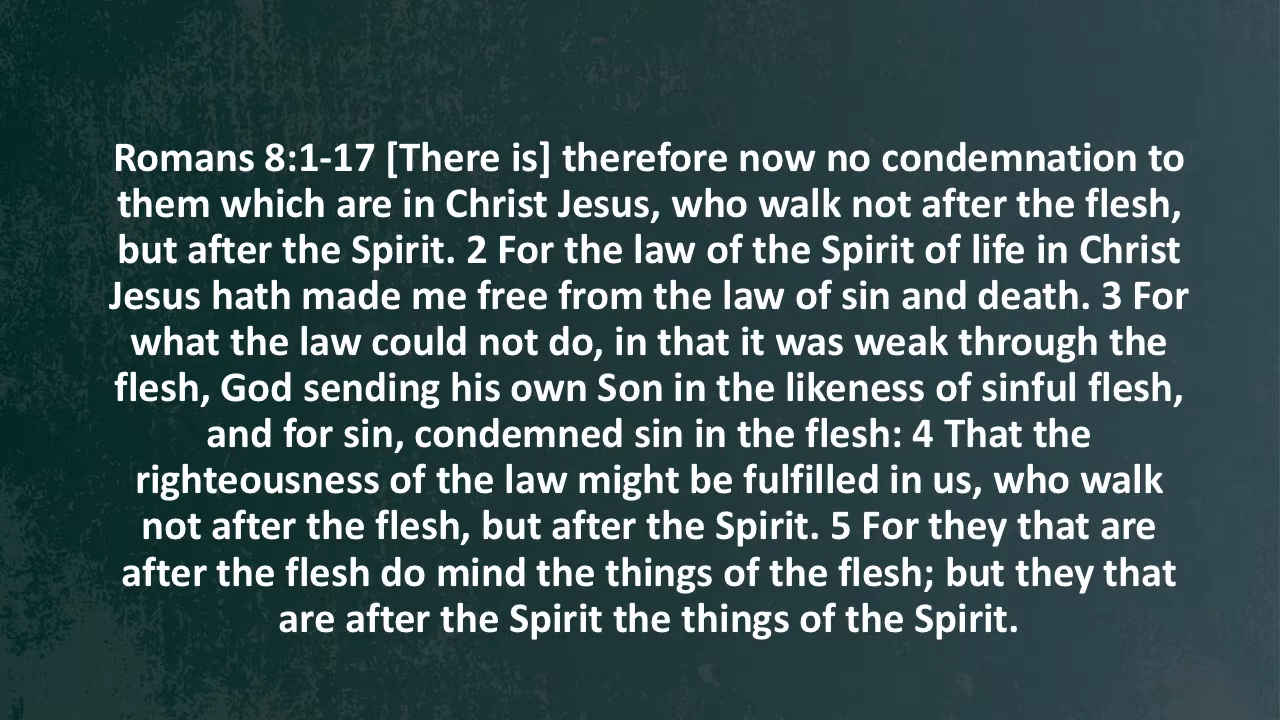 Romans 8:1-17 [There is] therefore now no condemnation to
them which are in Christ Jesus, who walk not after the flesh,
but after the Spirit. 2 For the law of the Spirit of life in Christ
Jesus hath made me free from the law of sin and death. 3 For
what the law could not do, in that it was weak through the
flesh, God sending his own Son in the likeness of sinful flesh,
and for sin, condemned sin in the flesh: 4 That the
righteousness of the law might be fulfilled in us, who walk
not after the flesh, but after the Spirit. 5 For they that are
after the flesh do mind the things of the flesh; but they that
are after the Spirit the things of the Spirit.